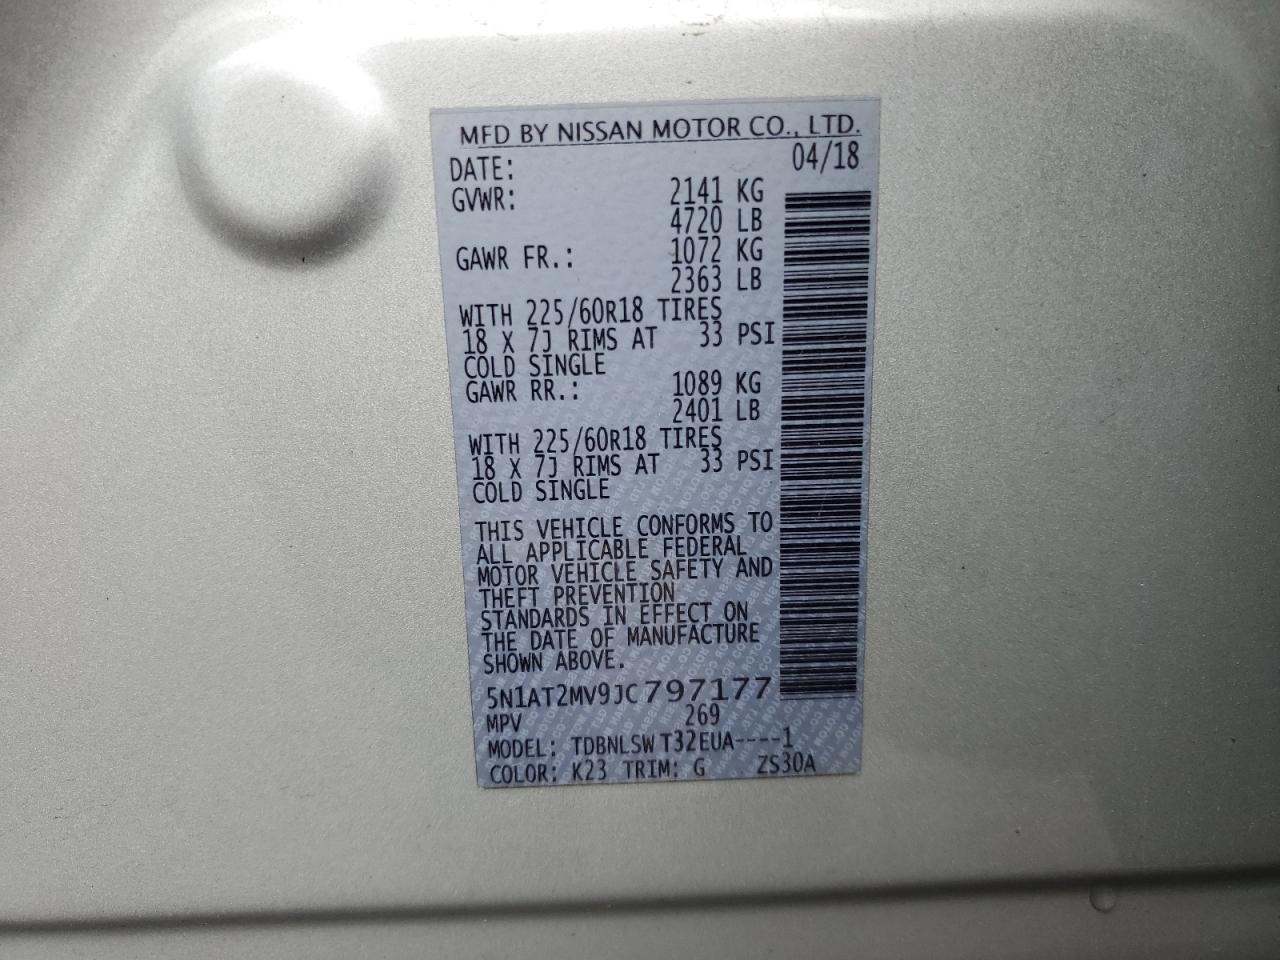 MFD BY NISSAN MOTOR CO., LTD.
DATE: 04/18
GVWR: 2141 KG
4720 LB
GAWR FR.: 1072 KG
2363 LB
WITH 225/60R18 TIRES
18 X 7J RIMS AT 33 PSI
COLD SINGLE
GAWR RR.: 1089 KG
2401 LB
WITH 225/60R18 TIRES
18 X 7J RIMS AT 33 PSI
COLD SINGLE
THIS VEHICLE CONFORMS TO
ALL APPLICABLE FEDERAL
MOTOR VEHICLE SAFETY AND
THEFT PREVENTION
STANDARDS IN EFFECT ON
THE DATE OF MANUFACTURE
SHOWN ABOVE.
5N1AT2MV9JC797177
MPV 269
MODEL: TDBNLSW T32EUA----1
COLOR: K23 TRIM: G ZS30A